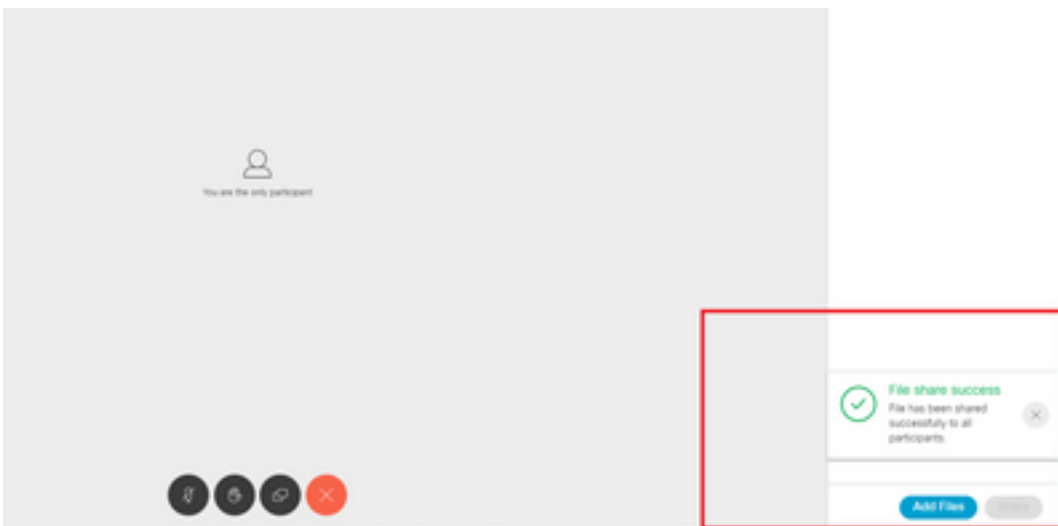 You are the only participant
File share success
File has been shared
successfully to all
participants.
Add Files
Share